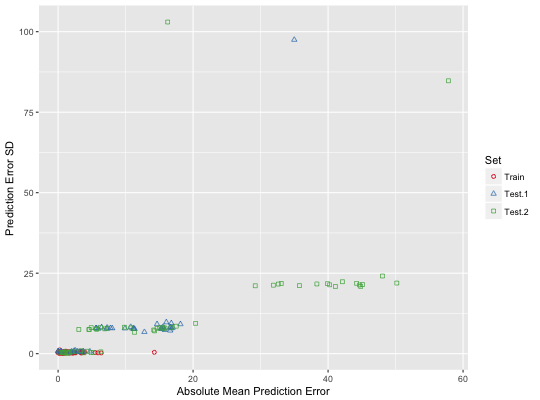 100
75
50
25
0
0
20
40
60
Prediction Error SD
Absolute Mean Prediction Error
Set
Train
Test.1
Test.2